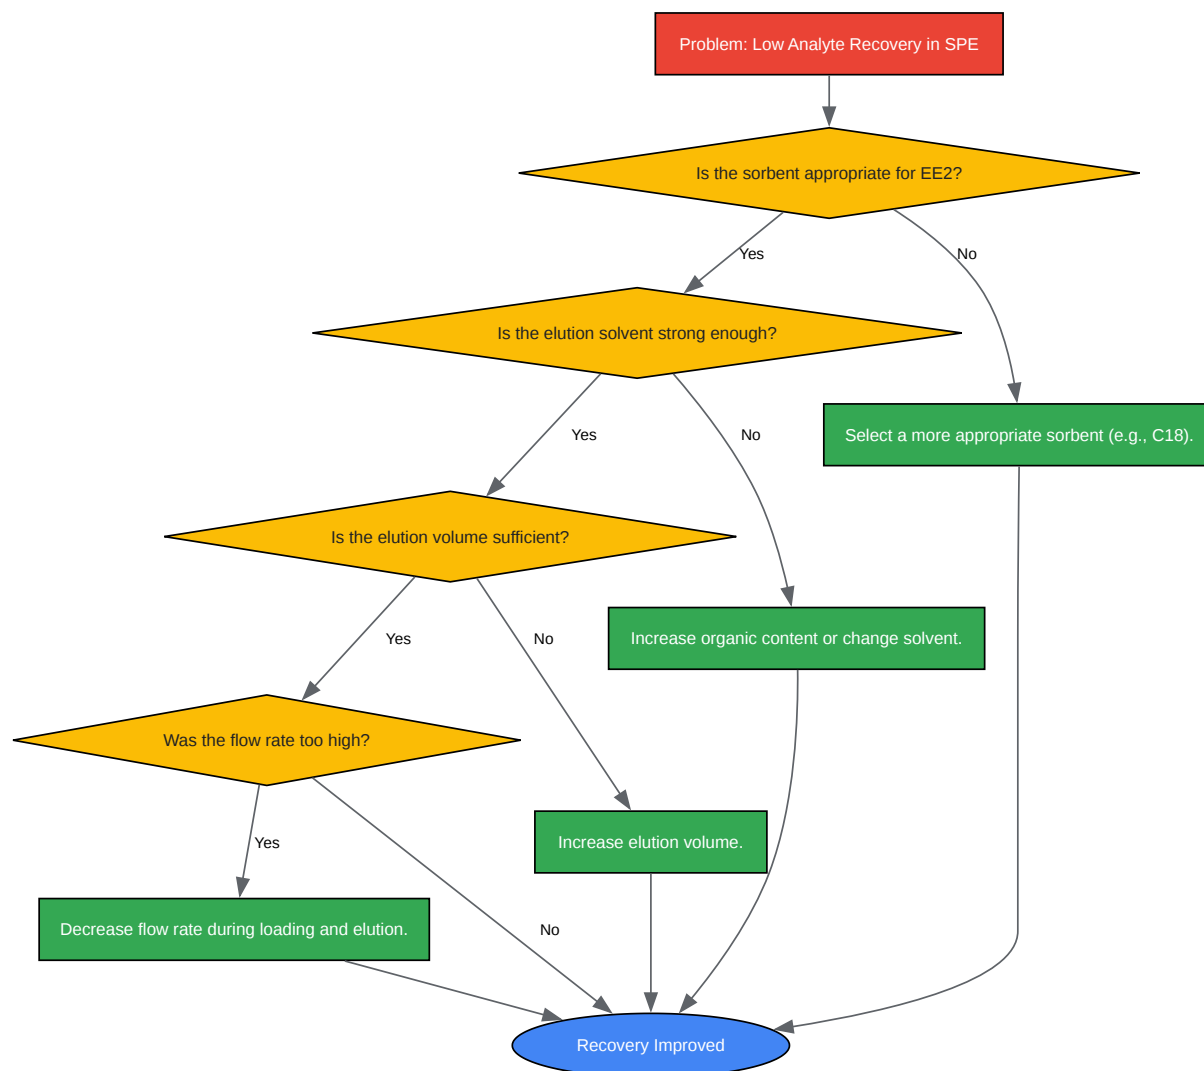 Problem: Low Analyte Recovery in SPE
Is the sorbent appropriate for EE2?
Yes
No
Is the elution solvent strong enough?
Select a more appropriate sorbent (e.g., C18).
Yes
No
Is the elution volume sufficient?
Increase organic content or change solvent.
Yes
No
Was the flow rate too high?
Increase elution volume.
Yes
Decrease flow rate during loading and elution.
No
Recovery Improved